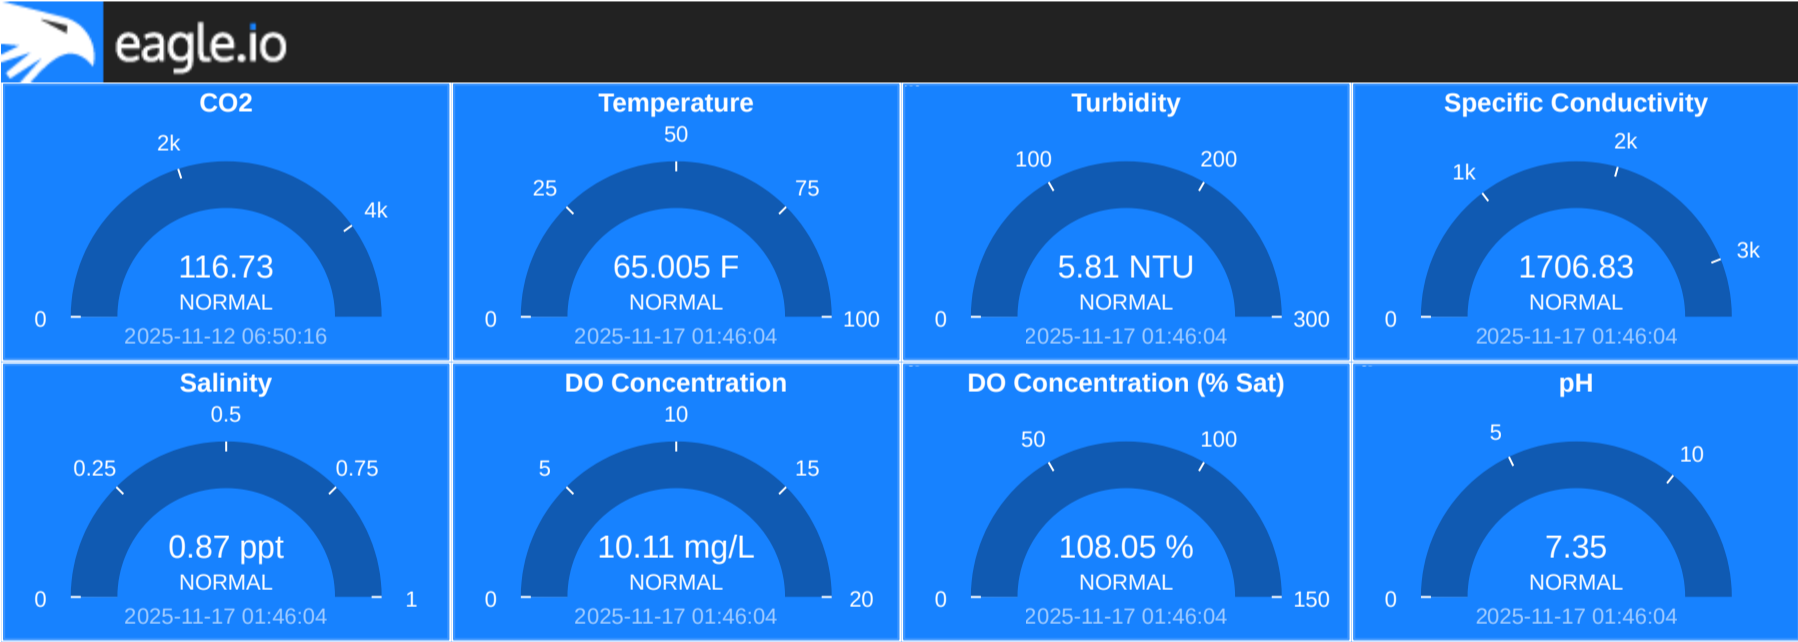 eagle.io
CO2
2k
4k
0
116.73
NORMAL
2025-11-12 06:50:16
Temperature
50
25
75
0
100
65.005 F
NORMAL
2025-11-17 01:46:04
Turbidity
100
200
0
300
5.81 NTU
NORMAL
2025-11-17 01:46:04
Specific Conductivity
2k
1k
3k
0
1706.83
NORMAL
2025-11-17 01:46:04
Salinity
0.5
0.25
0.75
0
1
0.87 ppt
NORMAL
2025-11-17 01:46:04
DO Concentration
10
5
15
0
20
10.11 mg/L
NORMAL
2025-11-17 01:46:04
DO Concentration (% Sat)
50
100
0
150
108.05 %
NORMAL
2025-11-17 01:46:04
pH
5
10
0
7.35
NORMAL
2025-11-17 01:46:04